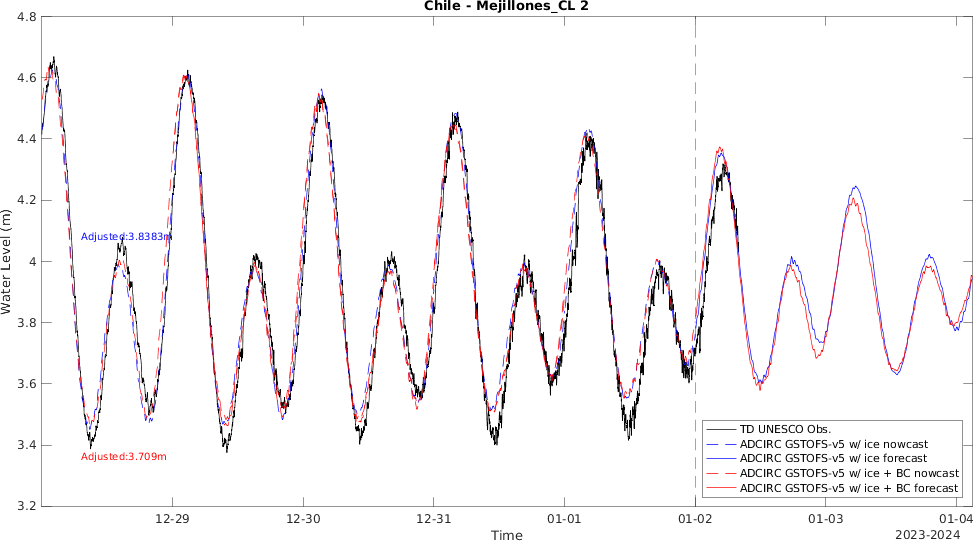 Chile - Mejillones_CL 2
4.8
4.6
4.4
4.2
4
3.8
3.6
3.4
3.2
Water Level (m)
Adjusted:3.8383m
Adjusted:3.709m
TD UNESCO Obs.
ADCIRC GSTOFS-v5 w/ ice nowcast
ADCIRC GSTOFS-v5 w/ ice forecast
ADCIRC GSTOFS-v5 w/ ice + BC nowcast
ADCIRC GSTOFS-v5 w/ ice + BC forecast
12-29
12-30
12-31
01-01
01-02
01-03
01-04
Time
2023-2024